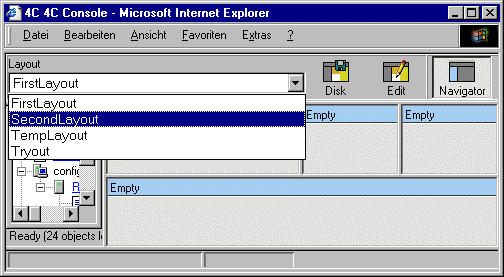 4C 4C Console - Microsoft Internet Explorer
Datei Bearbeiten Ansicht Favoriten Extras ?
Layout
FirstLayout
Disk Edit Navigator
FirstLayout
SecondLayout
TempLayout
Tryout
Empty Empty
config
R
Empty
Ready (24 objects l